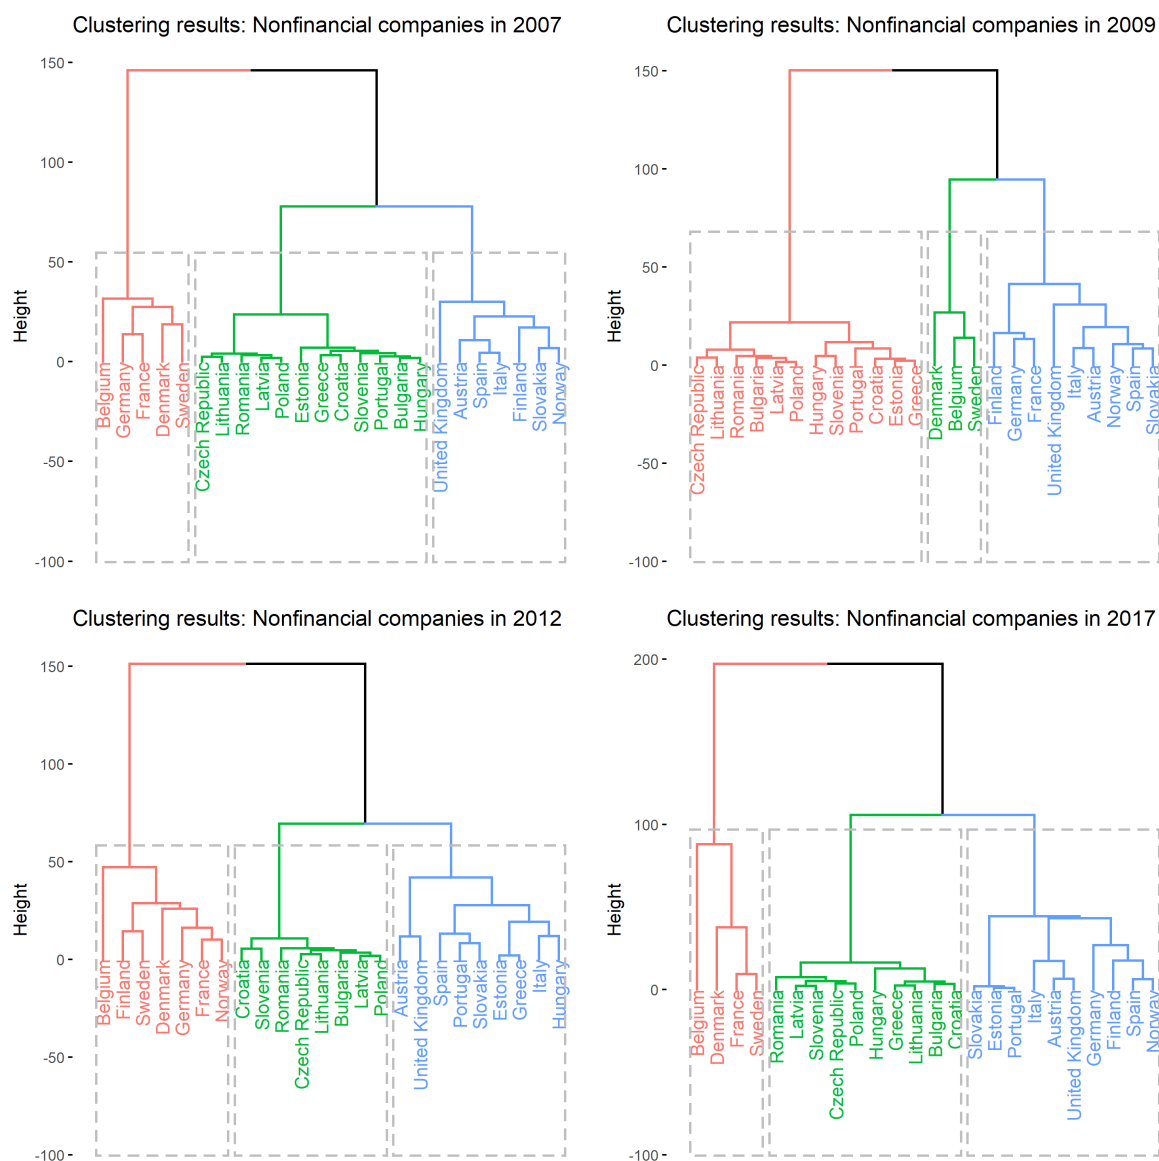 Clustering results: Nonfinancial companies in 2007
150
100
50
0
-50
-100
Height
Belgium
Germany
France
Denmark
Sweden
Czech Republic
Lithuania
Romania
Latvia
Poland
Estonia
Greece
Croatia
Slovenia
Portugal
Bulgaria
Hungary
United Kingdom
Austria
Spain
Italy
Finland
Slovakia
Norway
Clustering results: Nonfinancial companies in 2009
150
100
50
0
-50
-100
Height
Czech Republic
Lithuania
Romania
Bulgaria
Latvia
Poland
Hungary
Slovenia
Portugal
Croatia
Estonia
Greece
Denmark
Belgium
Sweden
Finland
Germany
France
United Kingdom
Italy
Austria
Norway
Spain
Slovakia
Clustering results: Nonfinancial companies in 2012
150
100
50
0
-50
-100
Height
Belgium
Finland
Sweden
Denmark
Germany
France
Norway
Croatia
Slovenia
Romania
Czech Republic
Lithuania
Bulgaria
Latvia
Poland
Austria
United Kingdom
Spain
Portugal
Slovakia
Estonia
Greece
Italy
Hungary
Clustering results: Nonfinancial companies in 2017
200
100
0
-100
Height
Belgium
Denmark
France
Sweden
Romania
Latvia
Slovenia
Czech Republic
Poland
Hungary
Greece
Lithuania
Bulgaria
Croatia
Slovakia
Estonia
Portugal
Italy
Austria
United Kingdom
Germany
Finland
Spain
Norway